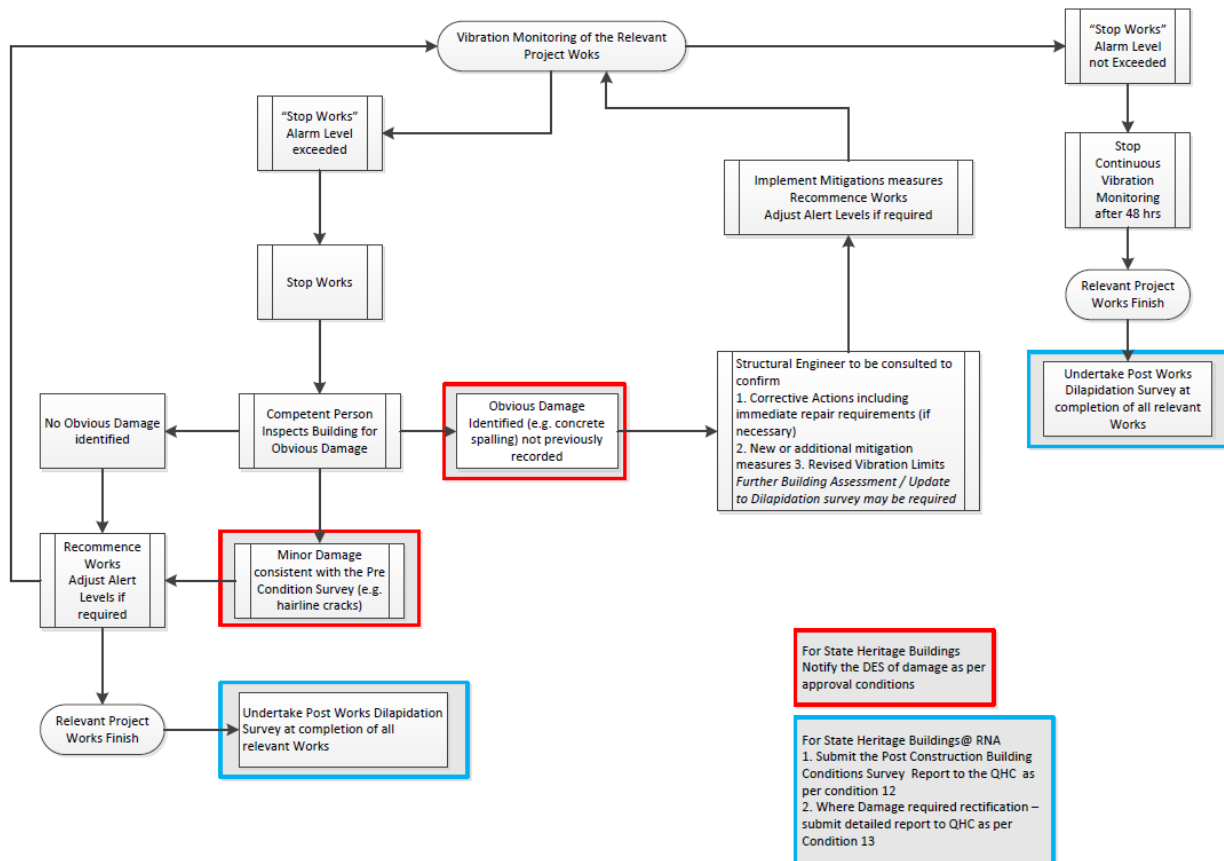 Vibration Monitoring of the Relevant
Project Woks
"Stop Works"
Alarm Level
not Exceeded
"Stop Works"
Alarm Level
exceeded
Stop
Continuous
Vibration
Monitoring
after 48 hrs
Implement Mitigations measures
Recommence Works
Adjust Alert Levels if required
Stop Works
Relevant Project
Works Finish
Structural Engineer to be consulted to
confirm
1. Corrective Actions including
immediate repair requirements (if
necessary)
2. New or additional mitigation
measures 3. Revised Vibration Limits
Further Building Assessment / Update
to Dilapidation survey may be required
Undertake Post Works
Dilapidation Survey at
completion of all relevant
Works
No Obvious Damage
identified
Competent Person
Inspects Building for
Obvious Damage
Obvious Damage
Identified (e.g. concrete
spalling) not previously
recorded
Recommence
Works
Adjust Alert
Levels if
required
Minor Damage
consistent with the Pre
Condition Survey (e.g.
hairline cracks)
For State Heritage Buildings
Notify the DES of damage as per
approval conditions
Relevant Project
Works Finish
Undertake Post Works Dilapidation
Survey at completion of all
relevant Works
For State Heritage Buildings@ RNA
1. Submit the Post Construction Building
Conditions Survey  Report to the QHC  as
per condition 12
2. Where Damage required rectification –
submit detailed report to QHC as per
Condition 13